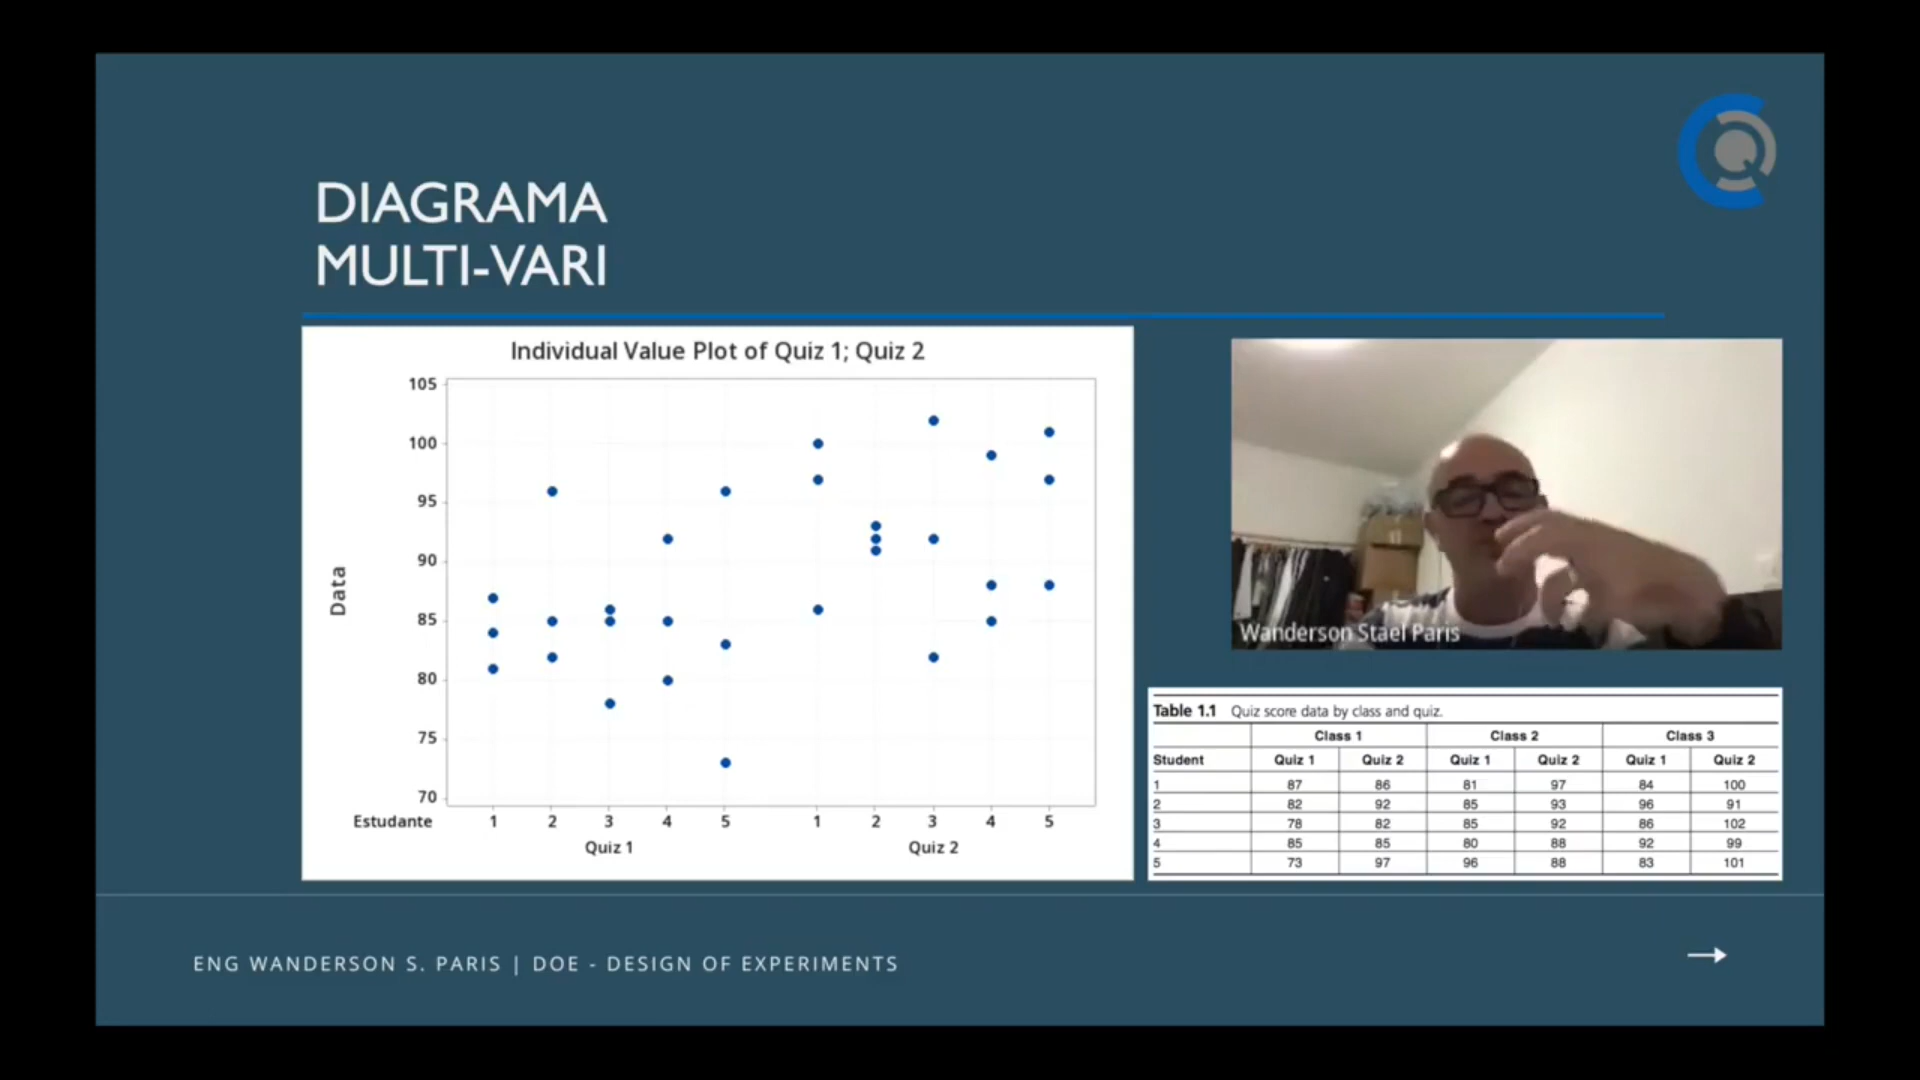 DIAGRAMA
MULTI-VARI
Individual Value Plot of Quiz 1; Quiz 2
105
100
95
90
85
80
75
70
Data
Estudante 1 2 3 4 5 1 2 3 4 5
Quiz 1 Quiz 2
Wanderson Stael Paris
Table 1.1 Quiz score data by class and quiz.
Class 1 Class 2 Class 3
Student Quiz 1 Quiz 2 Quiz 1 Quiz 2 Quiz 1 Quiz 2
1 87 86 81 97 84 100
2 82 92 85 93 96 91
3 78 82 85 92 86 102
4 85 85 80 88 92 99
5 73 97 96 88 83 101
ENG WANDERSON S. PARIS | DOE - DESIGN OF EXPERIMENTS